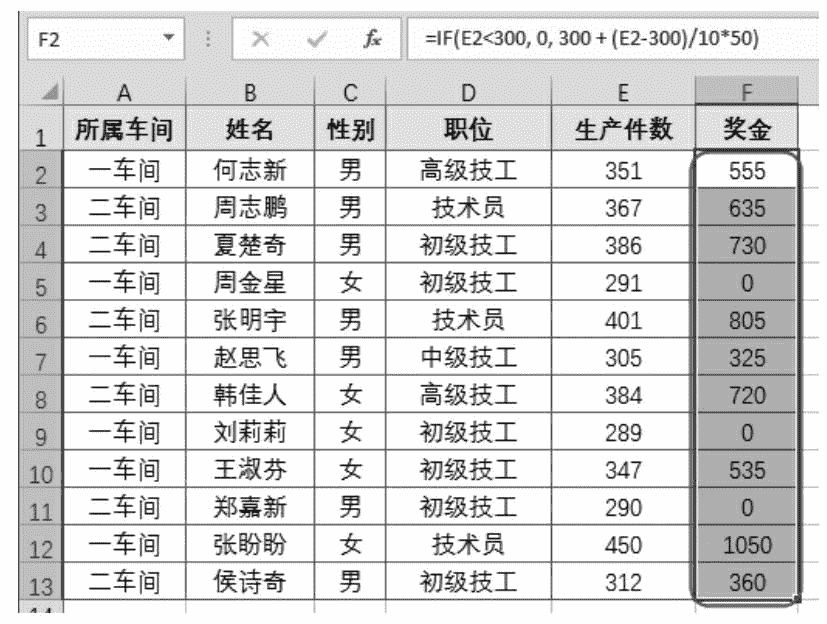 F2 fx =IF(E2<300, 0, 300 + (E2-300)/10*50)
A B C D E F
1 所属车间 姓名 性别 职位 生产件数 奖金
2 一车间 何志新 男 高级技工 351 555
3 二车间 周志鹏 男 技术员 367 635
4 二车间 夏楚奇 男 初级技工 386 730
5 一车间 周金星 女 初级技工 291 0
6 二车间 张明宇 男 技术员 401 805
7 一车间 赵思飞 男 中级技工 305 325
8 二车间 韩佳人 女 高级技工 384 720
9 一车间 刘莉莉 女 初级技工 289 0
10 一车间 王淑芬 女 初级技工 347 535
11 二车间 郑嘉新 男 初级技工 290 0
12 一车间 张盼盼 女 技术员 450 1050
13 二车间 侯诗奇 男 初级技工 312 360